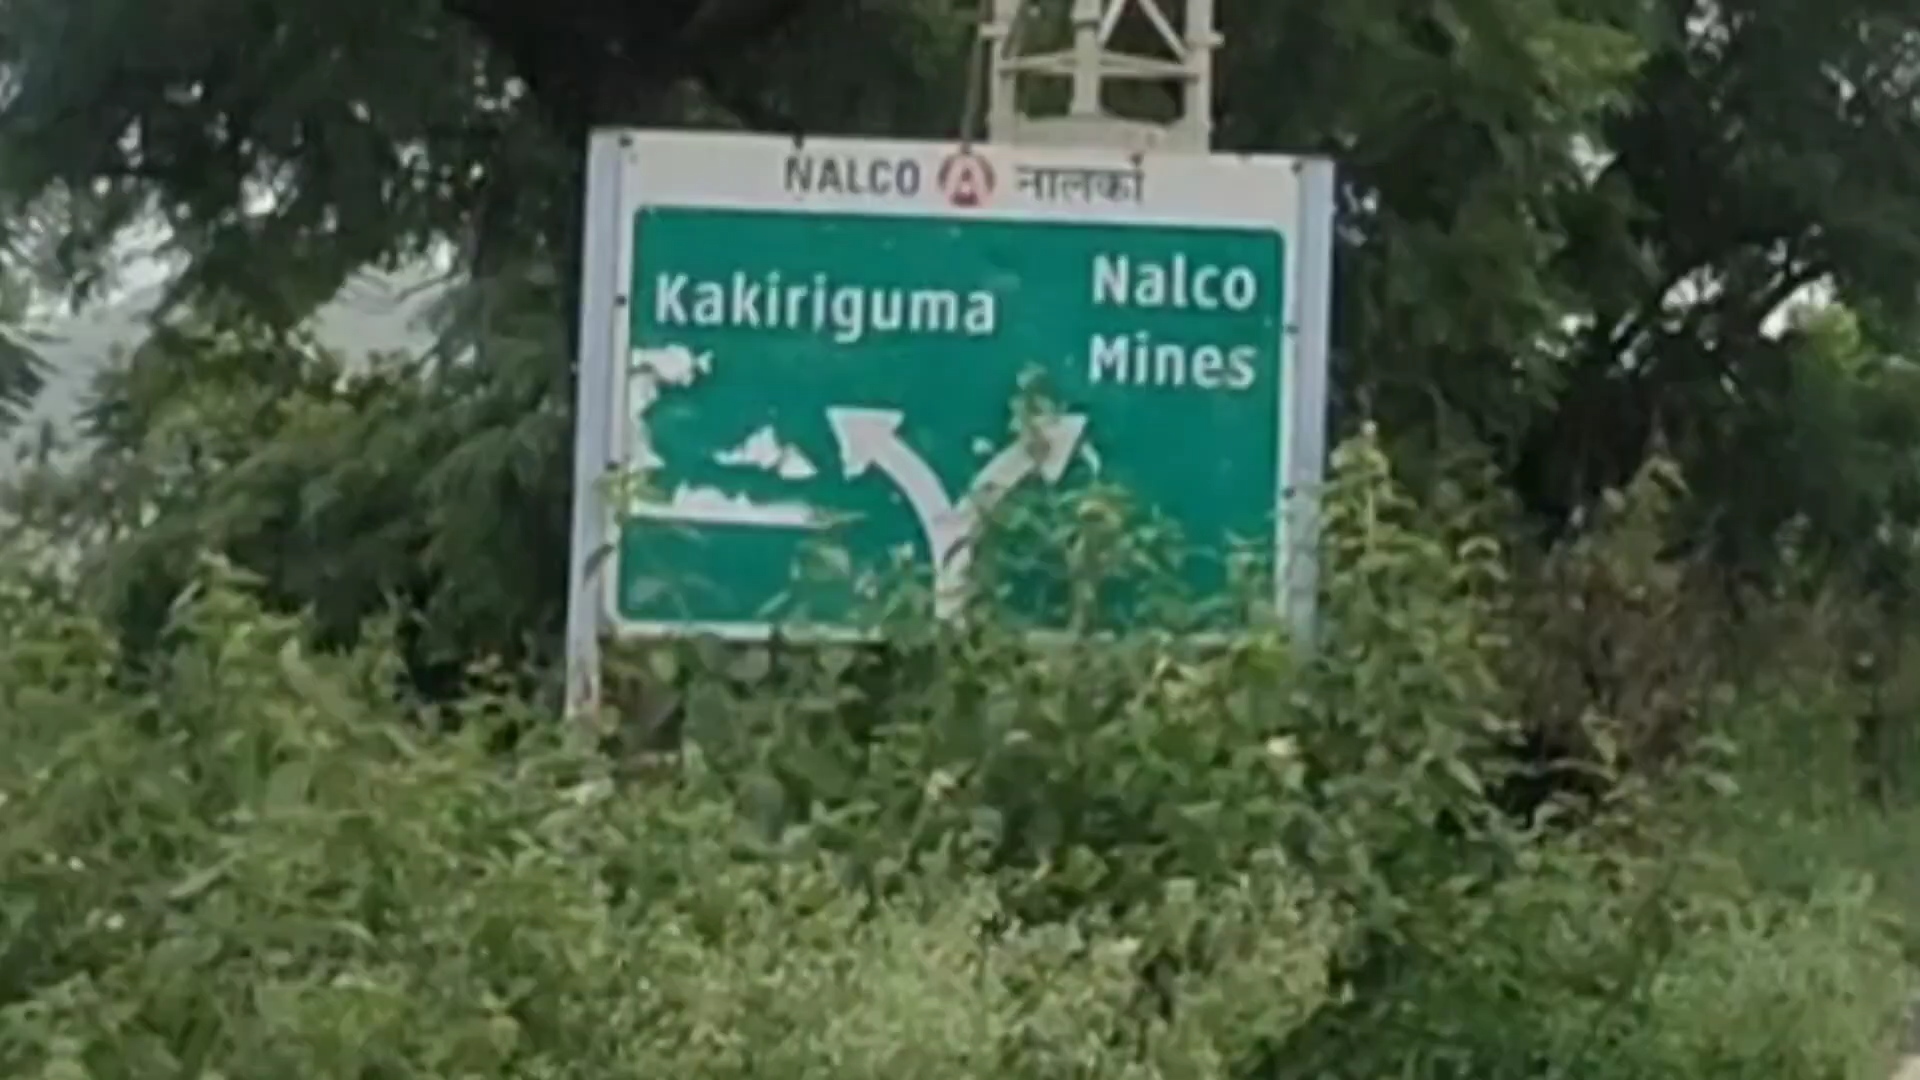 NALCO नालको
Kakiriguma
Nalco
Mines